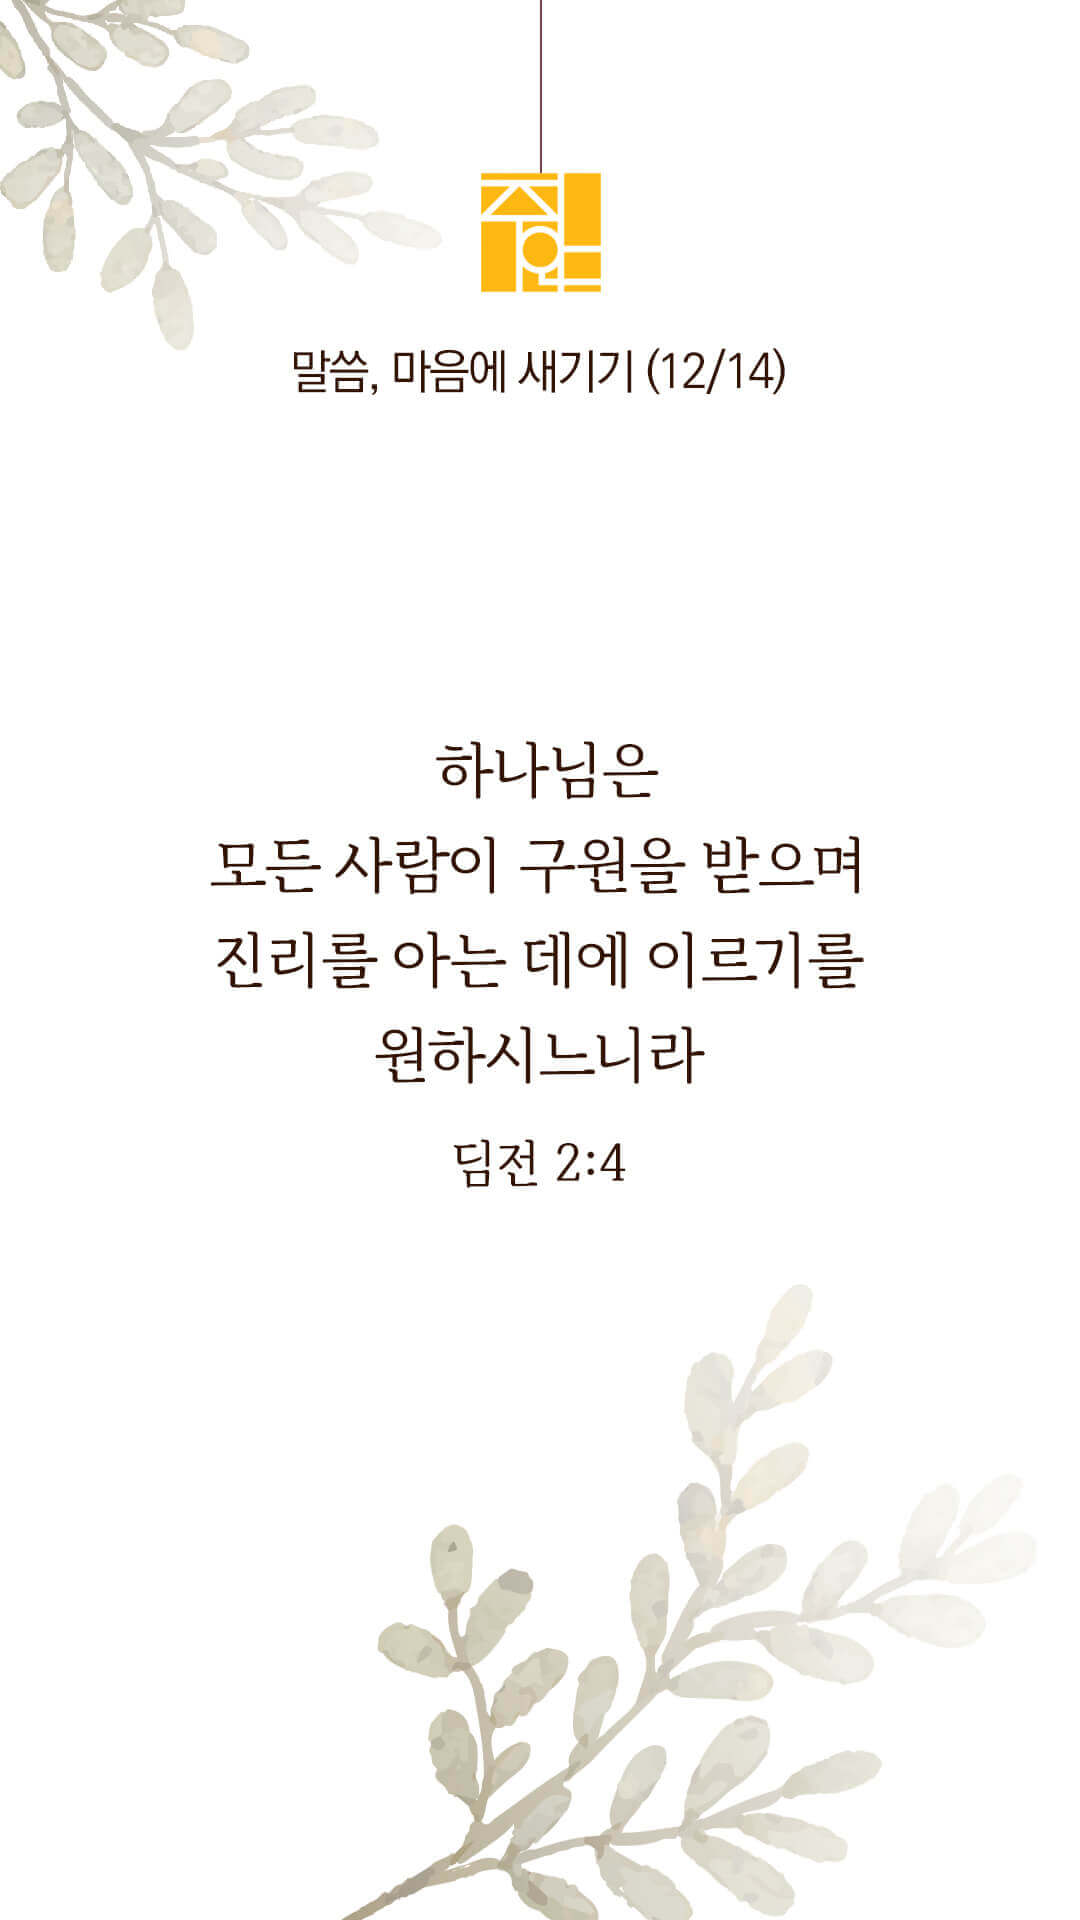 말씀, 마음에 새기기 (12/14)
하나님은
모든 사람이 구원을 받으며
진리를 아는 데에 이르기를
원하시느니라
딤전 2:4